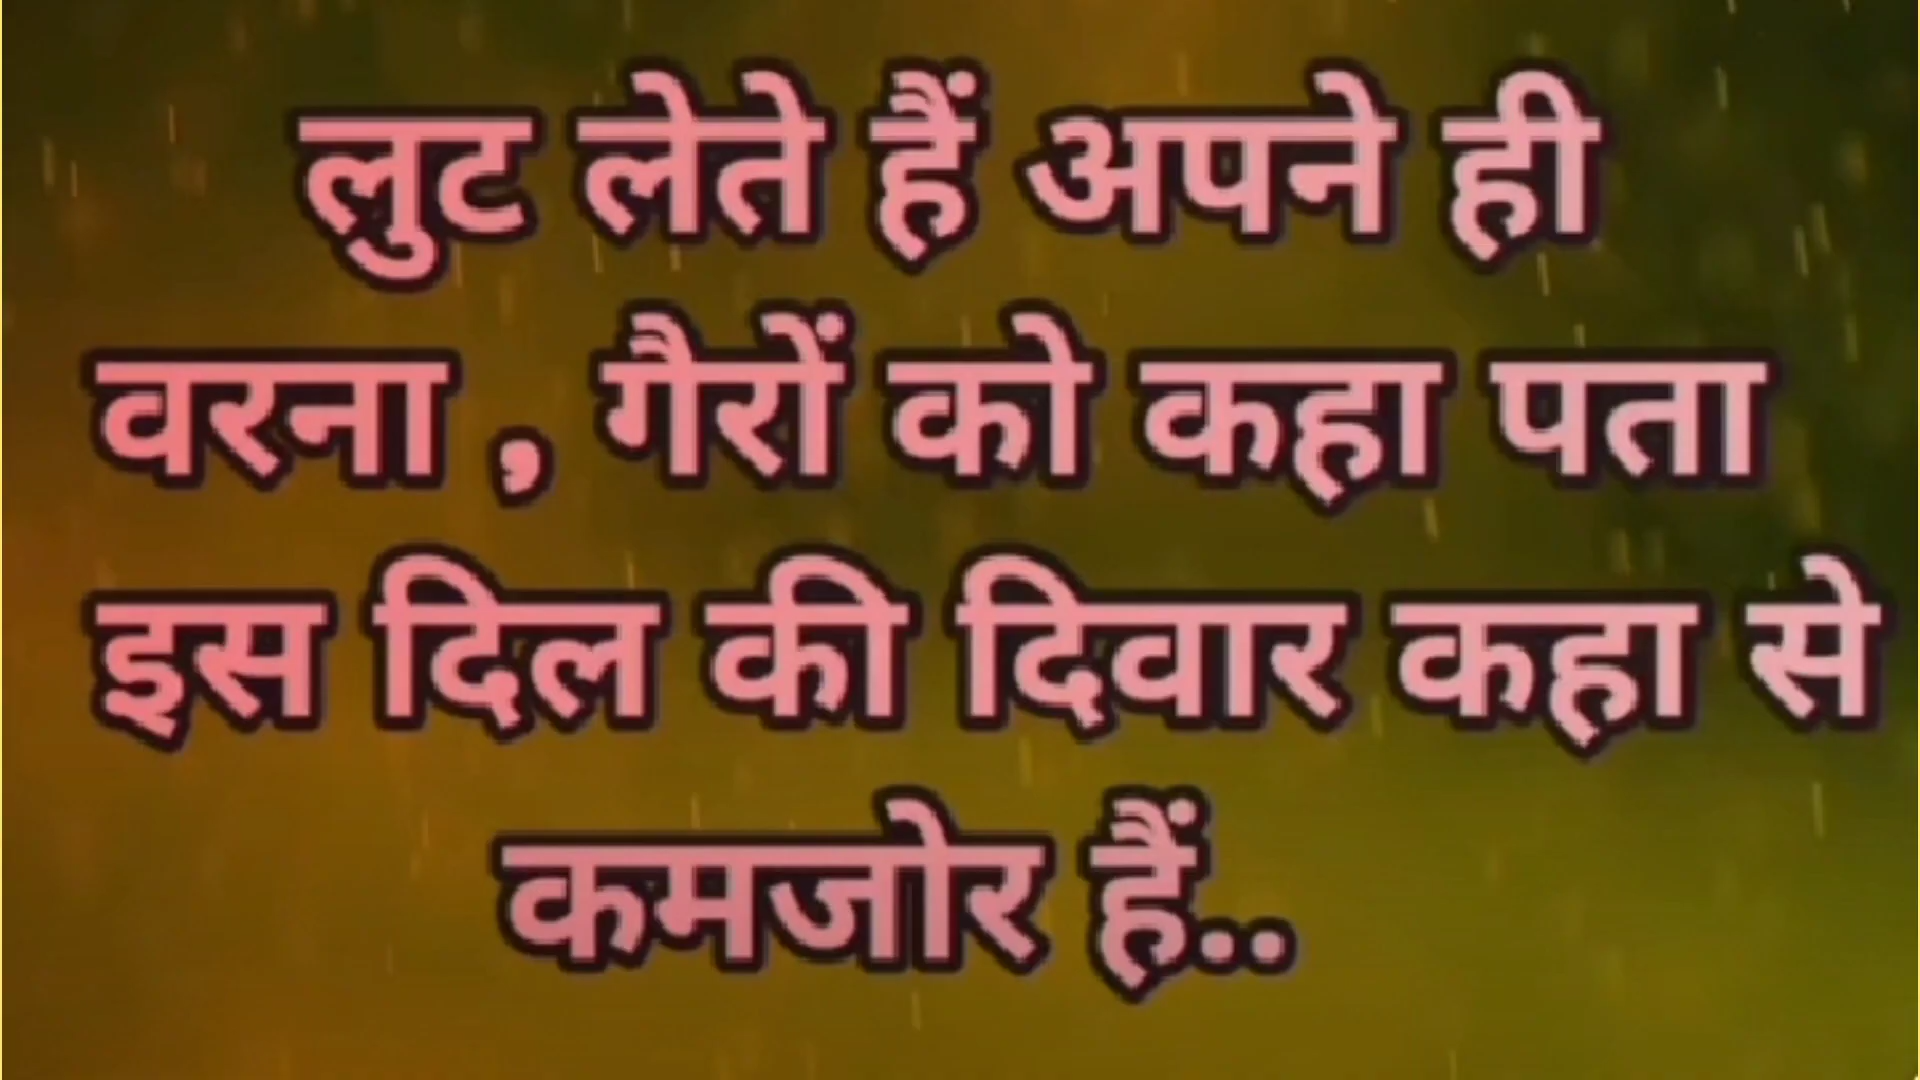 लुट लेते हैं अपने ही
वरना , गैरों को कहा पता
इस दिल की दिवार कहा से
कमजोर हैं..